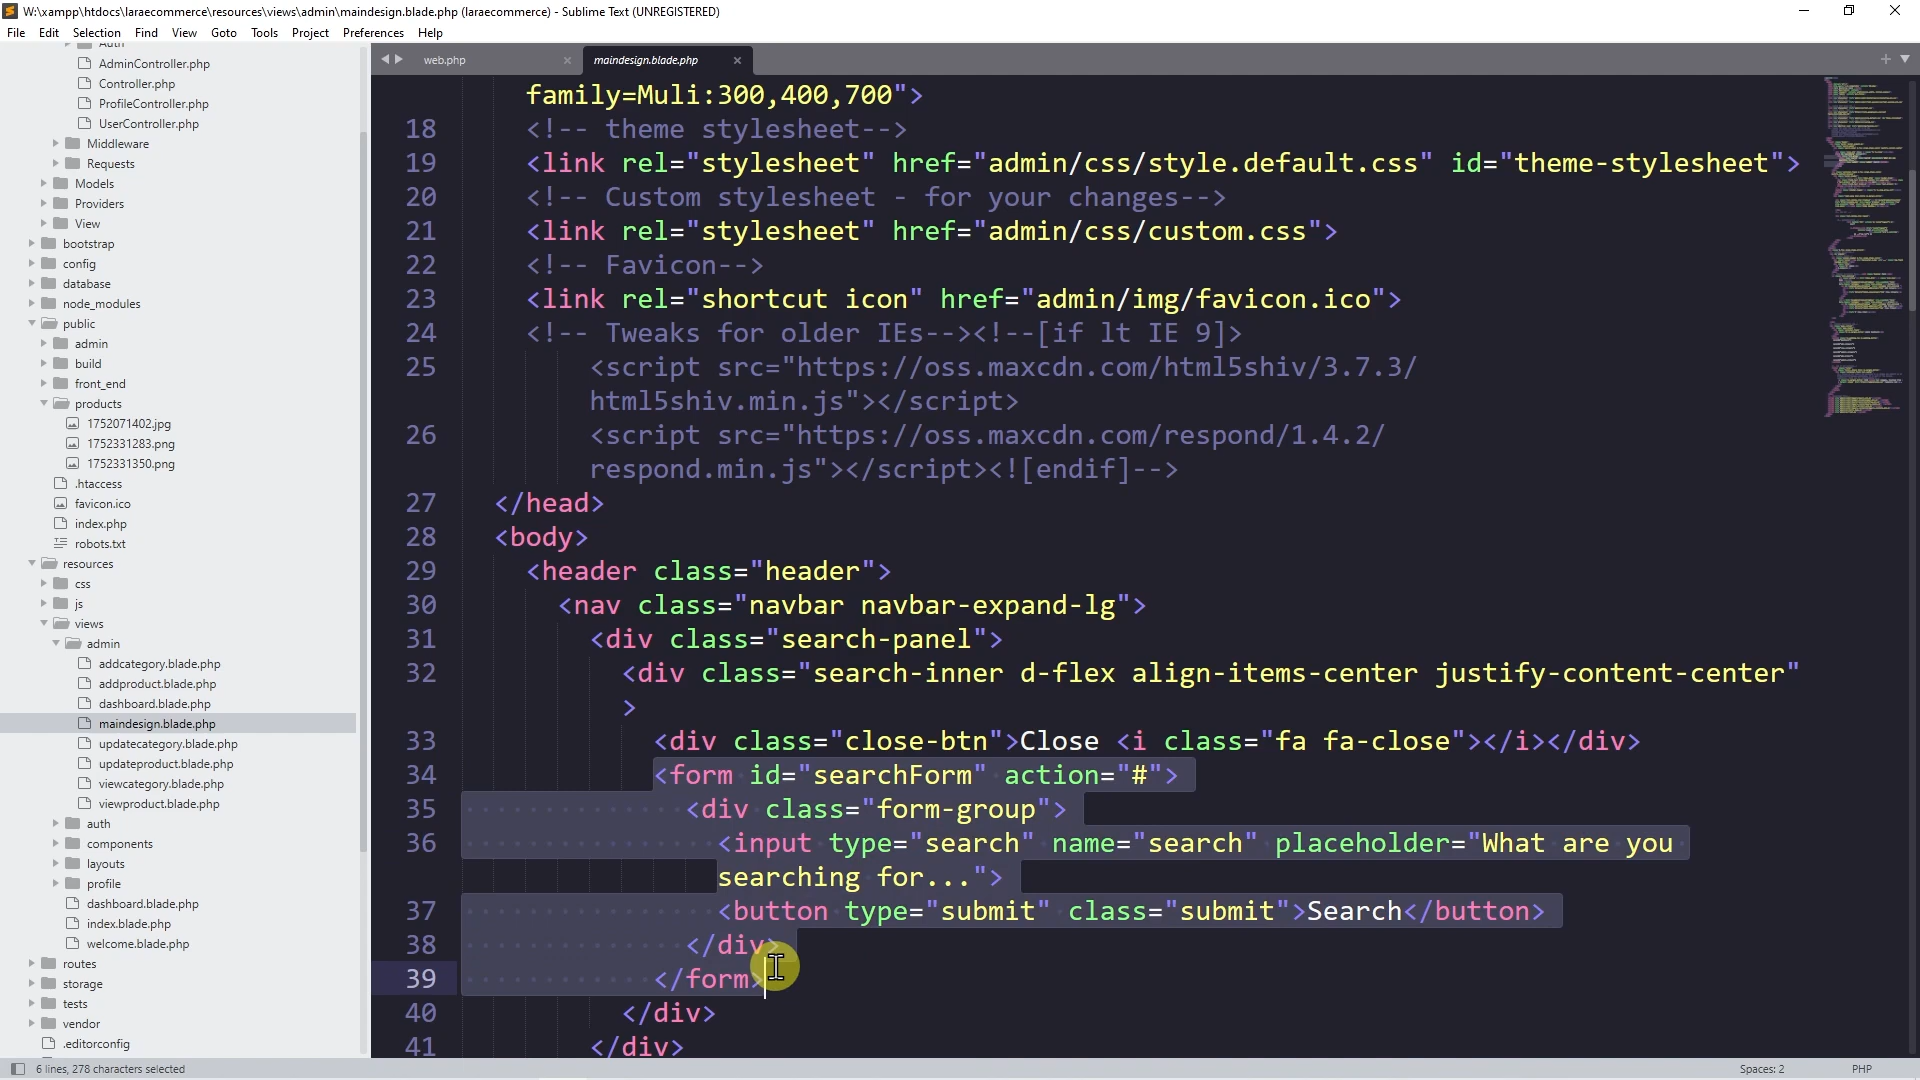 W:\xampp\htdocs\laraecommerce\resources\views\admin\maindesign.blade.php (laraecommerce) - Sublime Text (UNREGISTERED)
File Edit Selection Find View Goto Tools Project Preferences Help
Auth
AdminController.php
Controller.php
ProfileController.php
UserController.php
Middleware
Requests
Models
Providers
View
bootstrap
config
database
node_modules
public
admin
build
front_end
products
1752071402.jpg
1752331283.png
1752331350.png
.htaccess
favicon.ico
index.php
robots.txt
resources
css
js
views
admin
addcategory.blade.php
addproduct.blade.php
dashboard.blade.php
maindesign.blade.php
updatecategory.blade.php
updateproduct.blade.php
viewcategory.blade.php
viewproduct.blade.php
auth
components
layouts
profile
dashboard.blade.php
index.blade.php
welcome.blade.php
routes
storage
tests
vendor
.editorconfig
web.php
maindesign.blade.php
family=Muli:300,400,700">
18 <!-- theme stylesheet-->
19 <link rel="stylesheet" href="admin/css/style.default.css" id="theme-stylesheet">
20 <!-- Custom stylesheet - for your changes-->
21 <link rel="stylesheet" href="admin/css/custom.css">
22 <!-- Favicon-->
23 <link rel="shortcut icon" href="admin/img/favicon.ico">
24 <!-- Tweaks for older IEs--><!--[if lt IE 9]>
25 <script src="https://oss.maxcdn.com/html5shiv/3.7.3/
html5shiv.min.js"></script>
26 <script src="https://oss.maxcdn.com/respond/1.4.2/
respond.min.js"></script><![endif]-->
27 </head>
28 <body>
29 <header class="header">
30 <nav class="navbar navbar-expand-lg">
31 <div class="search-panel">
32 <div class="search-inner d-flex align-items-center justify-content-center"
>
33 <div class="close-btn">Close <i class="fa fa-close"></i></div>
34 <form id="searchForm" action="#">
35 <div class="form-group">
36 <input type="search" name="search" placeholder="What are you
searching for...">
37 <button type="submit" class="submit">Search</button>
38 </div>
39 </form>
40 </div>
41 </div>
6 lines, 278 characters selected
Spaces: 2
PHP